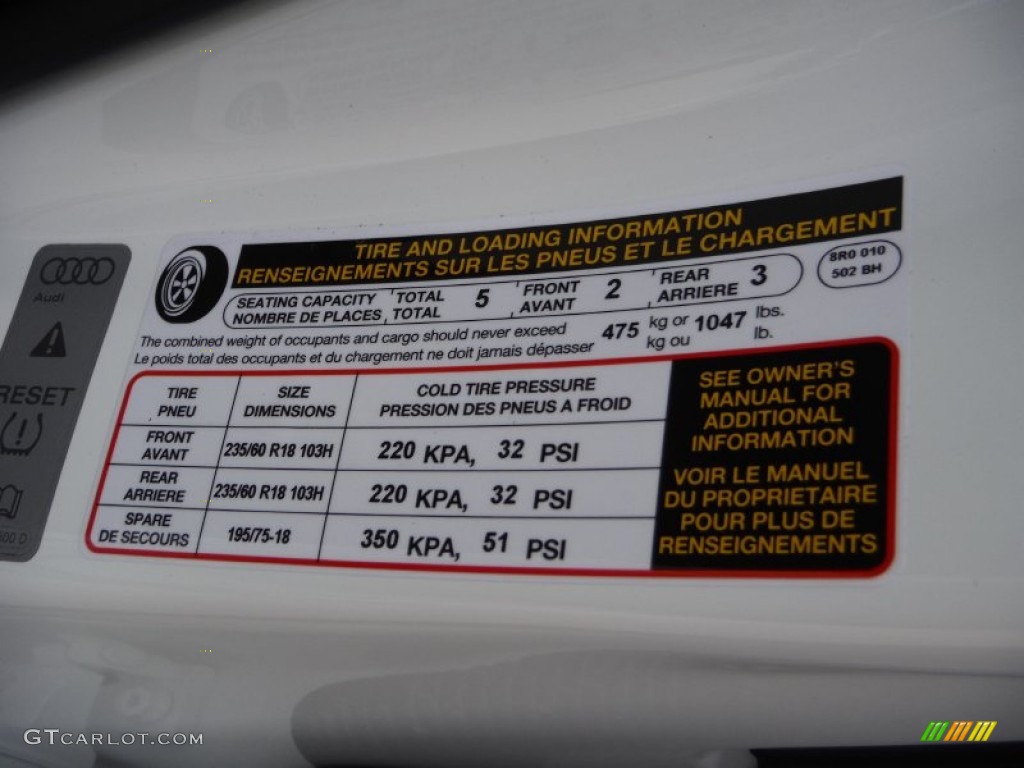 TIRE AND LOADING INFORMATION
RENSEIGNEMENTS SUR LES PNEUS ET LE CHARGEMENT
SEATING CAPACITY TOTAL 5 FRONT 2 REAR 3
NOMBRE DE PLACES TOTAL AVANT ARRIERE
8R0 010
502 BH
The combined weight of occupants and cargo should never exceed 475 kg or 1047 lbs.
Le poids total des occupants et du chargement ne doit jamais dépasser kg ou lb.
TIRE SIZE COLD TIRE PRESSURE
PNEU DIMENSIONS PRESSION DES PNEUS A FROID
FRONT
AVANT 235/60 R18 103H 220 KPA, 32 PSI
REAR
ARRIERE 235/60 R18 103H 220 KPA, 32 PSI
SPARE
DE SECOURS 195/75-18 350 KPA, 51 PSI
SEE OWNER'S
MANUAL FOR
ADDITIONAL
INFORMATION
VOIR LE MANUEL
DU PROPRIETAIRE
POUR PLUS DE
RENSEIGNEMENTS
Audi
RESET
GTCARLOT.COM